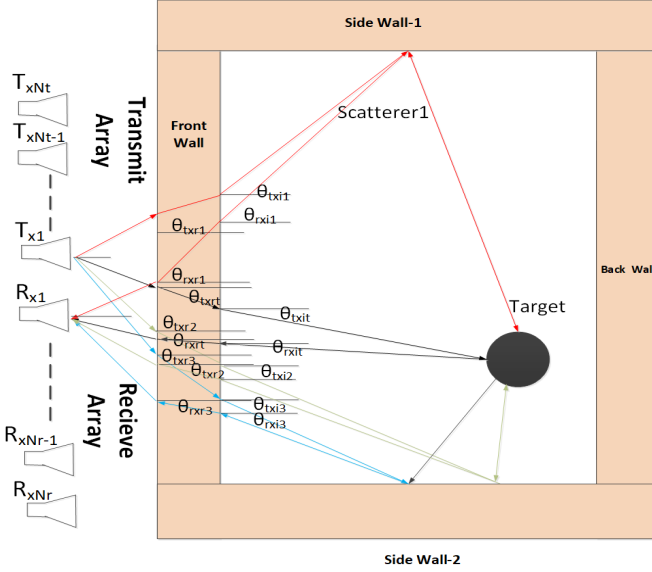 Side Wall-1
TxNt
TxNt-1
Transmit
Array
Front
Wall
Scatterer1
θtxi1
θrxi1
θtxr1
Tx1
θrxr1
Back Wall
Rx1
θtxrt
θtxit
Target
θtxr2
θrxrt
θrxit
θtxr3
θtxr2
θtxi2
Recieve
Array
θrxr3
θtxi3
θrxi3
RxNr-1
RxNr
Side Wall-2